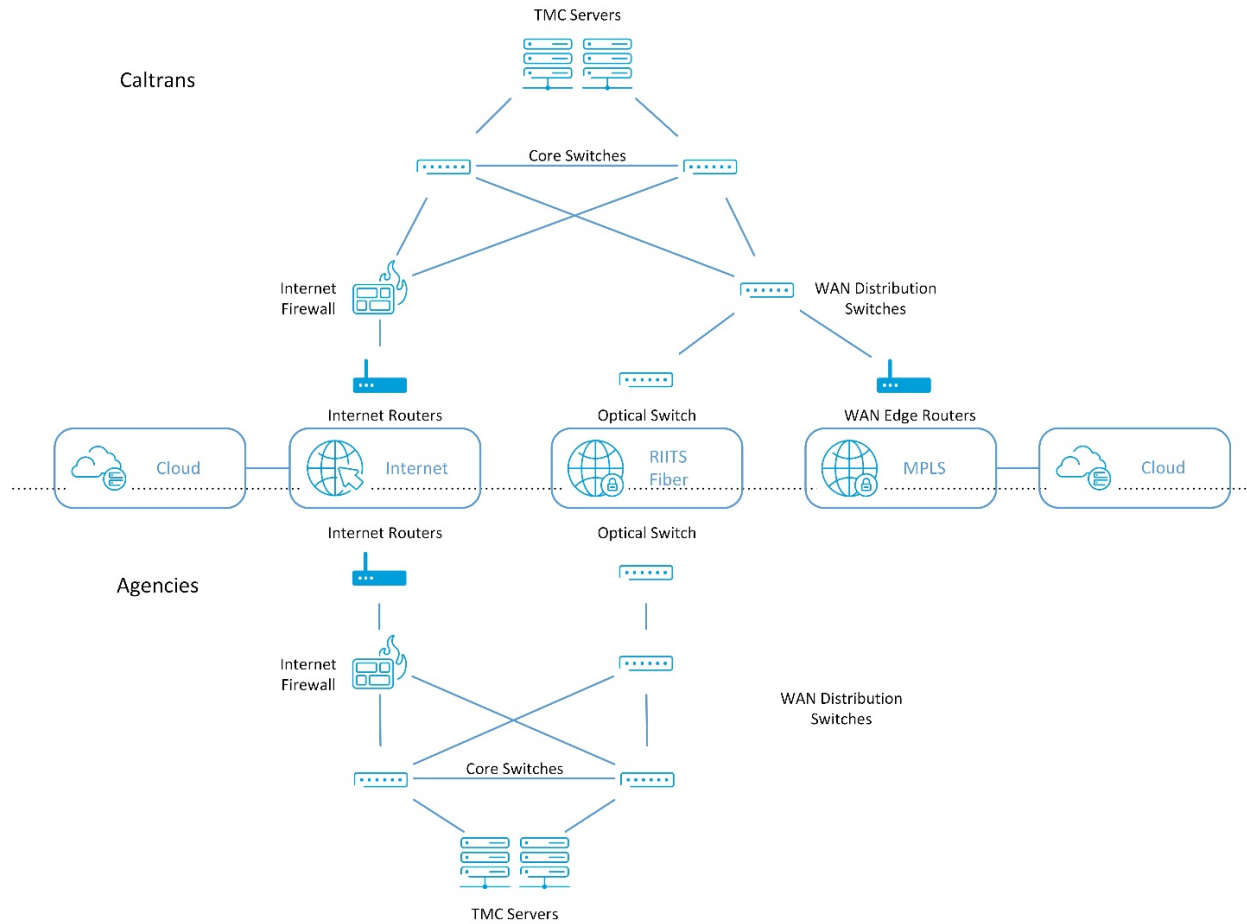 TMC Servers
Caltrans
Core Switches
Internet
Firewall
WAN Distribution
Switches
Internet Routers
Optical Switch
WAN Edge Routers
Cloud
Internet
RIITS
Fiber
MPLS
Cloud
Internet Routers
Optical Switch
Agencies
Internet
Firewall
WAN Distribution
Switches
Core Switches
TMC Servers